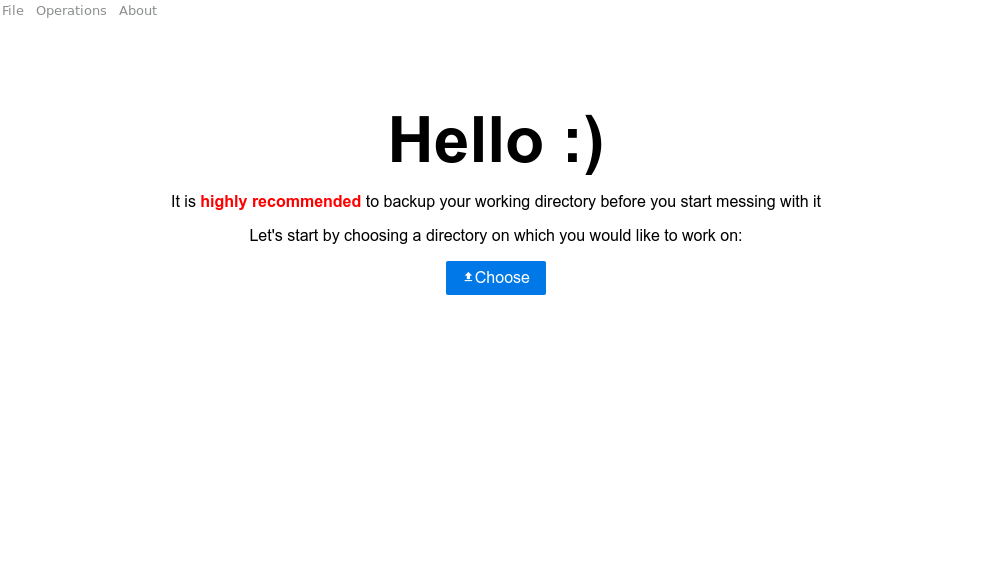 File Operations About
Hello :)
It is highly recommended to backup your working directory before you start messing with it
Let's start by choosing a directory on which you would like to work on:
Choose